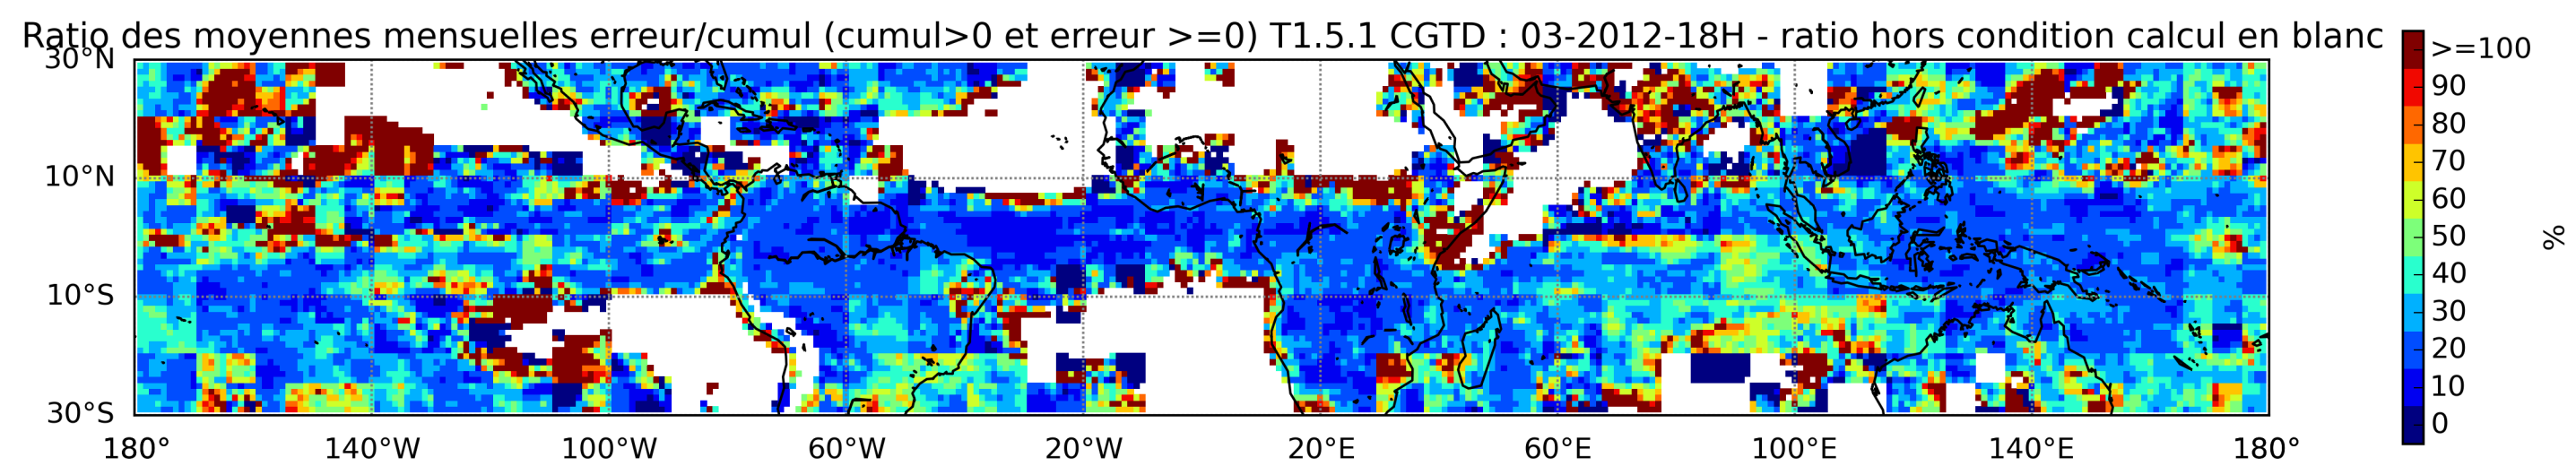 Ratio des moyennes mensuelles erreur/cumul (cumul>0 et erreur >=0) T1.5.1 CGTD : 03-2012-18H - ratio hors condition calcul en blanc
30°N
10°N
10°S
30°S
180° 140°W 100°W 60°W 20°W 20°E 60°E 100°E 140°E 180°
>=100
90
80
70
60
50
40
30
20
10
0
%